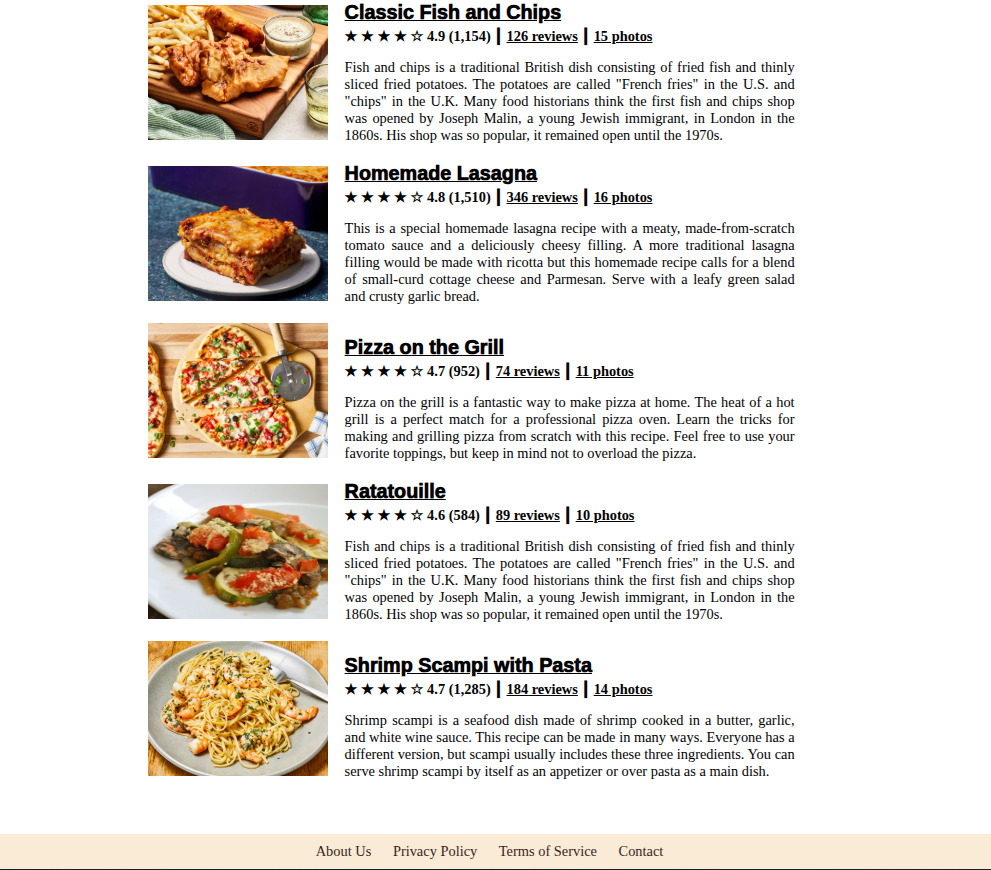 Classic Fish and Chips
★ ★ ★ ★ ☆ 4.9 (1,154) | 126 reviews | 15 photos
Fish and chips is a traditional British dish consisting of fried fish and thinly
sliced fried potatoes. The potatoes are called "French fries" in the U.S. and
"chips" in the U.K. Many food historians think the first fish and chips shop
was opened by Joseph Malin, a young Jewish immigrant, in London in the
1860s. His shop was so popular, it remained open until the 1970s.
Homemade Lasagna
★ ★ ★ ★ ☆ 4.8 (1,510) | 346 reviews | 16 photos
This is a special homemade lasagna recipe with a meaty, made-from-scratch
tomato sauce and a deliciously cheesy filling. A more traditional lasagna
filling would be made with ricotta but this homemade recipe calls for a blend
of small-curd cottage cheese and Parmesan. Serve with a leafy green salad
and crusty garlic bread.
Pizza on the Grill
★ ★ ★ ★ ☆ 4.7 (952) | 74 reviews | 11 photos
Pizza on the grill is a fantastic way to make pizza at home. The heat of a hot
grill is a perfect match for a professional pizza oven. Learn the tricks for
making and grilling pizza from scratch with this recipe. Feel free to use your
favorite toppings, but keep in mind not to overload the pizza.
Ratatouille
★ ★ ★ ★ ☆ 4.6 (584) | 89 reviews | 10 photos
Fish and chips is a traditional British dish consisting of fried fish and thinly
sliced fried potatoes. The potatoes are called "French fries" in the U.S. and
"chips" in the U.K. Many food historians think the first fish and chips shop
was opened by Joseph Malin, a young Jewish immigrant, in London in the
1860s. His shop was so popular, it remained open until the 1970s.
Shrimp Scampi with Pasta
★ ★ ★ ★ ☆ 4.7 (1,285) | 184 reviews | 14 photos
Shrimp scampi is a seafood dish made of shrimp cooked in a butter, garlic,
and white wine sauce. This recipe can be made in many ways. Everyone has a
different version, but scampi usually includes these three ingredients. You can
serve shrimp scampi by itself as an appetizer or over pasta as a main dish.
About Us Privacy Policy Terms of Service Contact